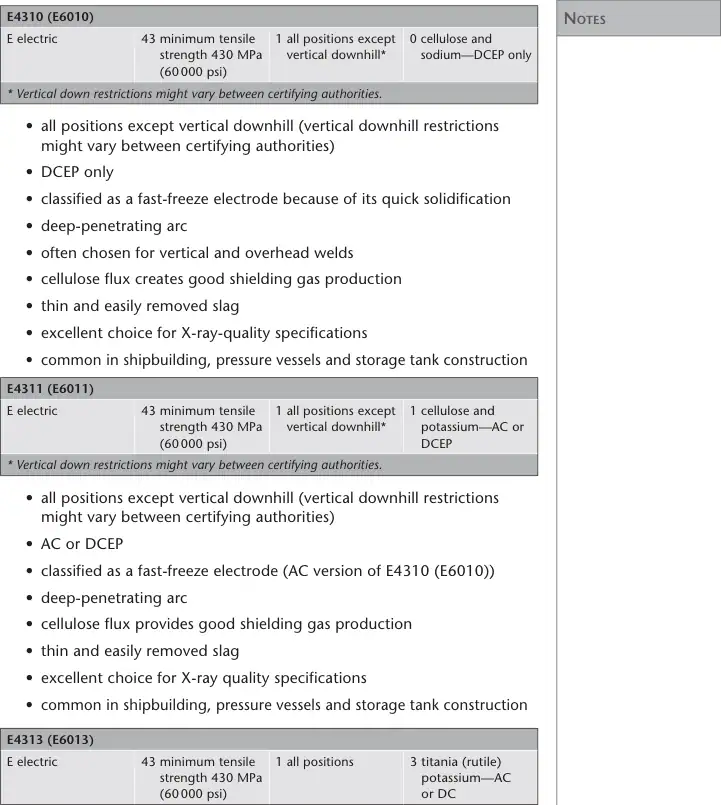 NOTES
E4310 (E6010)
E electric
43 minimum tensile
strength 430 MPa
(60 000 psi)
1 all positions except
vertical downhill*
0 cellulose and
sodium—DCEP only
* Vertical down restrictions might vary between certifying authorities.
• all positions except vertical downhill (vertical downhill restrictions
might vary between certifying authorities)
• DCEP only
• classified as a fast-freeze electrode because of its quick solidification
• deep-penetrating arc
• often chosen for vertical and overhead welds
• cellulose flux creates good shielding gas production
• thin and easily removed slag
• excellent choice for X-ray-quality specifications
• common in shipbuilding, pressure vessels and storage tank construction
E4311 (E6011)
E electric
43 minimum tensile
strength 430 MPa
(60 000 psi)
1 all positions except
vertical downhill*
1 cellulose and
potassium—AC or
DCEP
* Vertical down restrictions might vary between certifying authorities.
• all positions except vertical downhill (vertical downhill restrictions
might vary between certifying authorities)
• AC or DCEP
• classified as a fast-freeze electrode (AC version of E4310 (E6010))
• deep-penetrating arc
• cellulose flux provides good shielding gas production
• thin and easily removed slag
• excellent choice for X-ray quality specifications
• common in shipbuilding, pressure vessels and storage tank construction
E4313 (E6013)
E electric
43 minimum tensile
strength 430 MPa
(60 000 psi)
1 all positions
3 titania (rutile)
potassium—AC
or DC